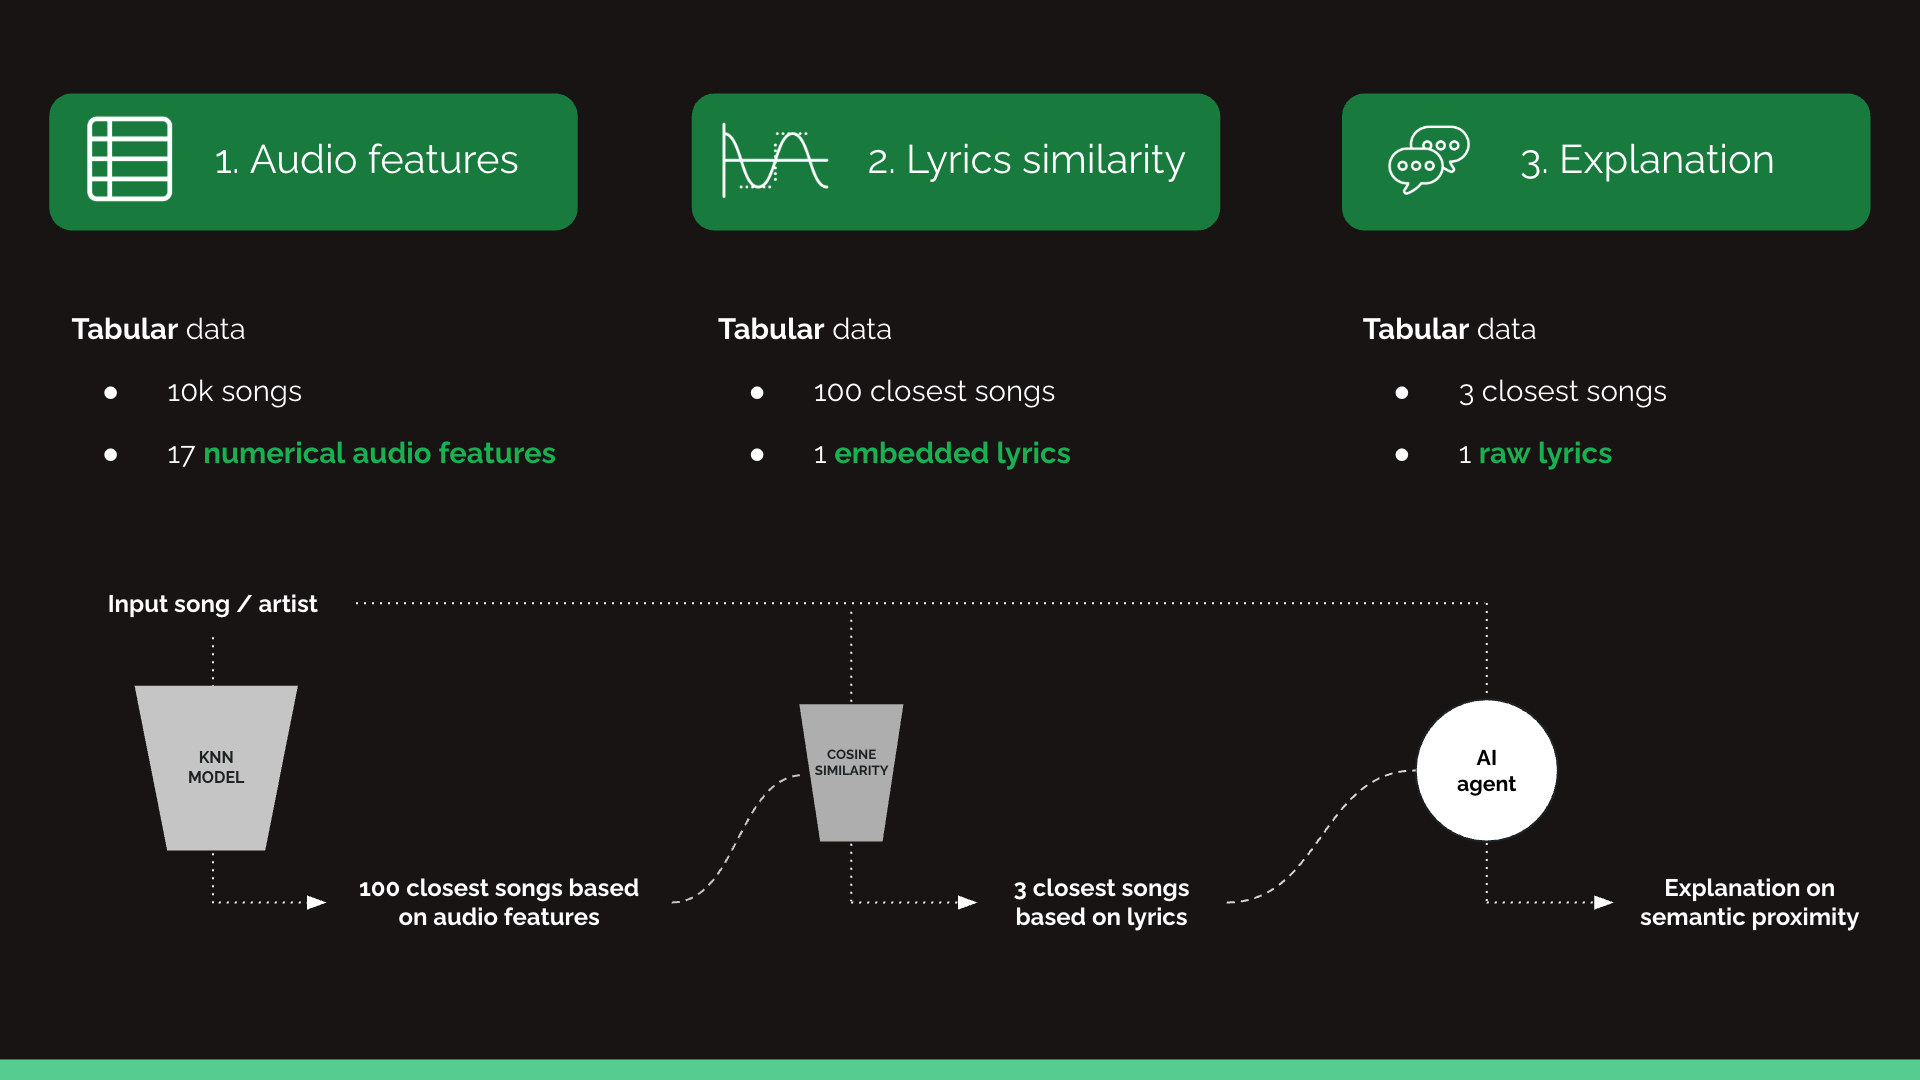 1. Audio features
2. Lyrics similarity
3. Explanation
Tabular data
● 10k songs
● 17 numerical audio features
Tabular data
● 100 closest songs
● 1 embedded lyrics
Tabular data
● 3 closest songs
● 1 raw lyrics
Input song / artist
KNN
MODEL
COSINE
SIMILARITY
AI
agent
100 closest songs based
on audio features
3 closest songs
based on lyrics
Explanation on
semantic proximity